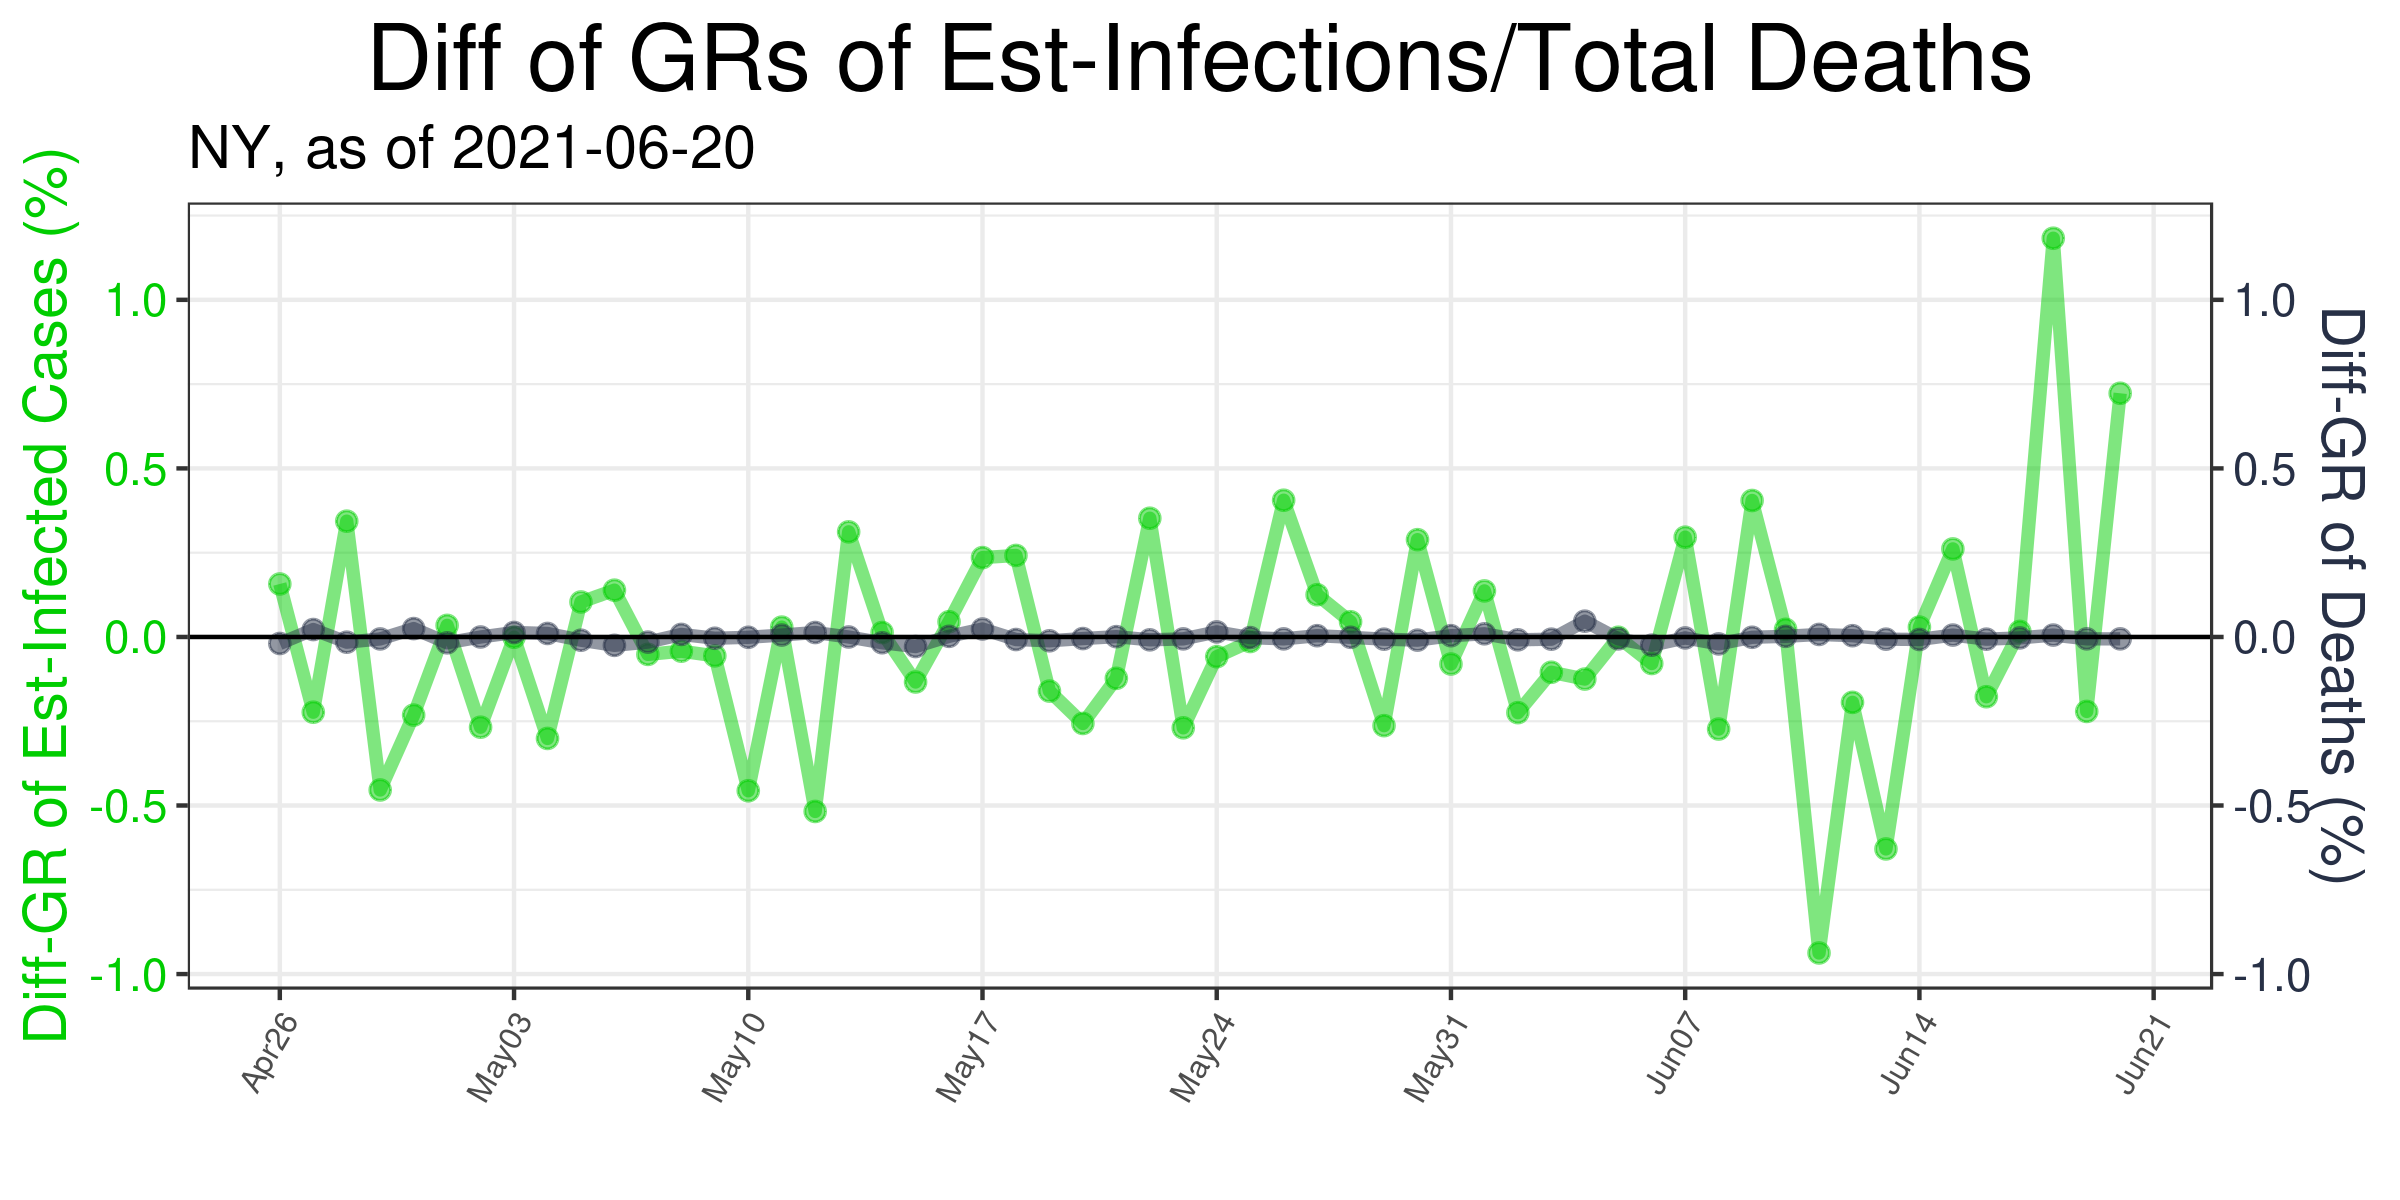 Diff of GRs of Est-Infections/Total Deaths
NY, as of 2021-06-20
Diff-GR of Est-Infected Cases (%)
1.0
0.5
0.0
-0.5
-1.0
1.0
0.5
0.0
-0.5
-1.0
Diff-GR of Deaths (%)
Apr26
May03
May10
May17
May24
May31
Jun07
Jun14
Jun21